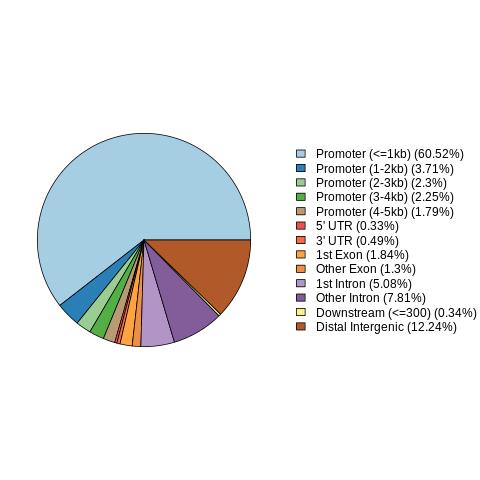 Promoter (<=1kb) (60.52%)
Promoter (1-2kb) (3.71%)
Promoter (2-3kb) (2.3%)
Promoter (3-4kb) (2.25%)
Promoter (4-5kb) (1.79%)
5' UTR (0.33%)
3' UTR (0.49%)
1st Exon (1.84%)
Other Exon (1.3%)
1st Intron (5.08%)
Other Intron (7.81%)
Downstream (<=300) (0.34%)
Distal Intergenic (12.24%)